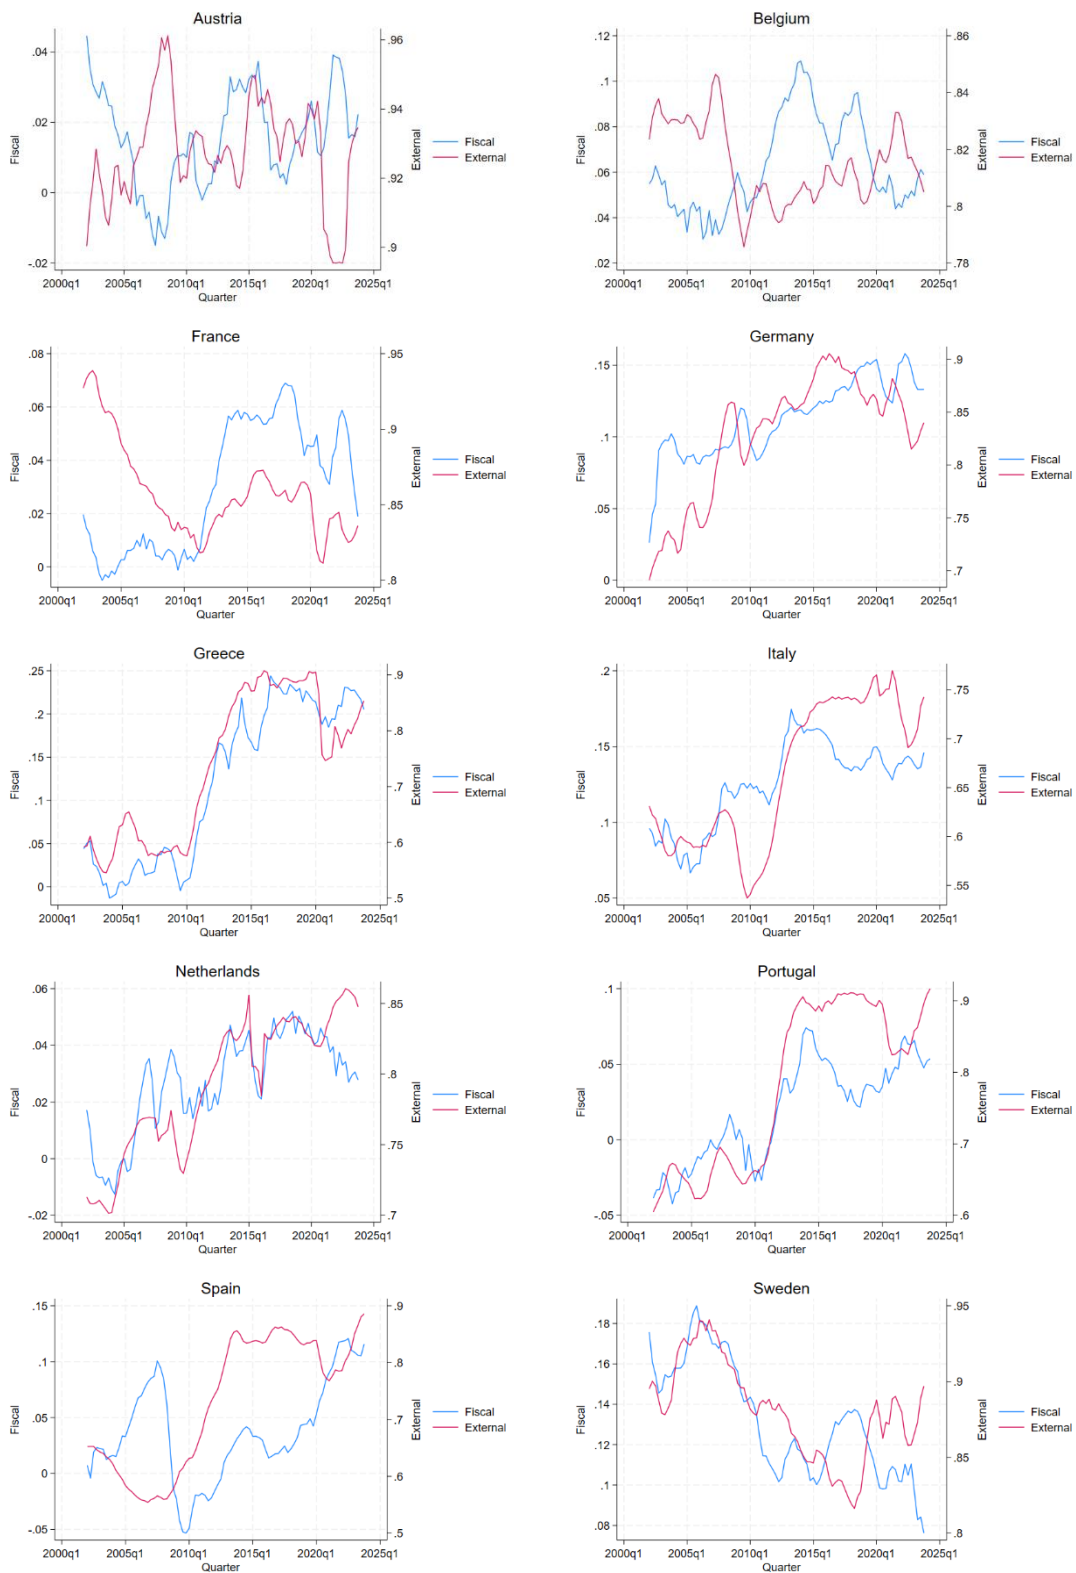 Austria
.04
.02
0
-.02
Fiscal
.96
.94
.92
.9
External
Fiscal
External
2000q1 2005q1 2010q1 2015q1 2020q1 2025q1
Quarter
Belgium
.12
.1
.08
.06
.04
.02
Fiscal
.86
.84
.82
.8
.78
External
Fiscal
External
2000q1 2005q1 2010q1 2015q1 2020q1 2025q1
Quarter
France
.08
.06
.04
.02
0
Fiscal
.95
.9
.85
.8
External
Fiscal
External
2000q1 2005q1 2010q1 2015q1 2020q1 2025q1
Quarter
Germany
.15
.1
.05
0
Fiscal
.9
.85
.8
.75
.7
External
Fiscal
External
2000q1 2005q1 2010q1 2015q1 2020q1 2025q1
Quarter
Greece
.25
.2
.15
.1
.05
0
Fiscal
.9
.8
.7
.6
.5
External
Fiscal
External
2000q1 2005q1 2010q1 2015q1 2020q1 2025q1
Quarter
Italy
.2
.15
.1
.05
Fiscal
.75
.7
.65
.6
.55
External
Fiscal
External
2000q1 2005q1 2010q1 2015q1 2020q1 2025q1
Quarter
Netherlands
.06
.04
.02
0
-.02
Fiscal
.85
.8
.75
.7
External
Fiscal
External
2000q1 2005q1 2010q1 2015q1 2020q1 2025q1
Quarter
Portugal
.1
.05
0
-.05
Fiscal
.9
.8
.7
.6
External
Fiscal
External
2000q1 2005q1 2010q1 2015q1 2020q1 2025q1
Quarter
Spain
.15
.1
.05
0
-.05
Fiscal
.9
.8
.7
.6
.5
External
Fiscal
External
2000q1 2005q1 2010q1 2015q1 2020q1 2025q1
Quarter
Sweden
.18
.16
.14
.12
.1
.08
Fiscal
.95
.9
.85
.8
External
Fiscal
External
2000q1 2005q1 2010q1 2015q1 2020q1 2025q1
Quarter